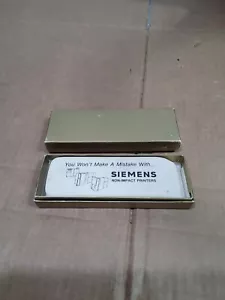 You Won't Make A Mistake With...
SIEMENS
NON-IMPACT PRINTERS